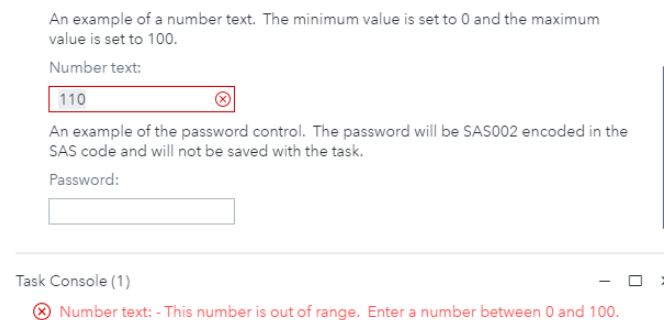 An example of a number text. The minimum value is set to 0 and the maximum
value is set to 100.
Number text:
110
An example of the password control. The password will be SAS002 encoded in the
SAS code and will not be saved with the task.
Password:
Task Console (1)
Number text: - This number is out of range. Enter a number between 0 and 100.